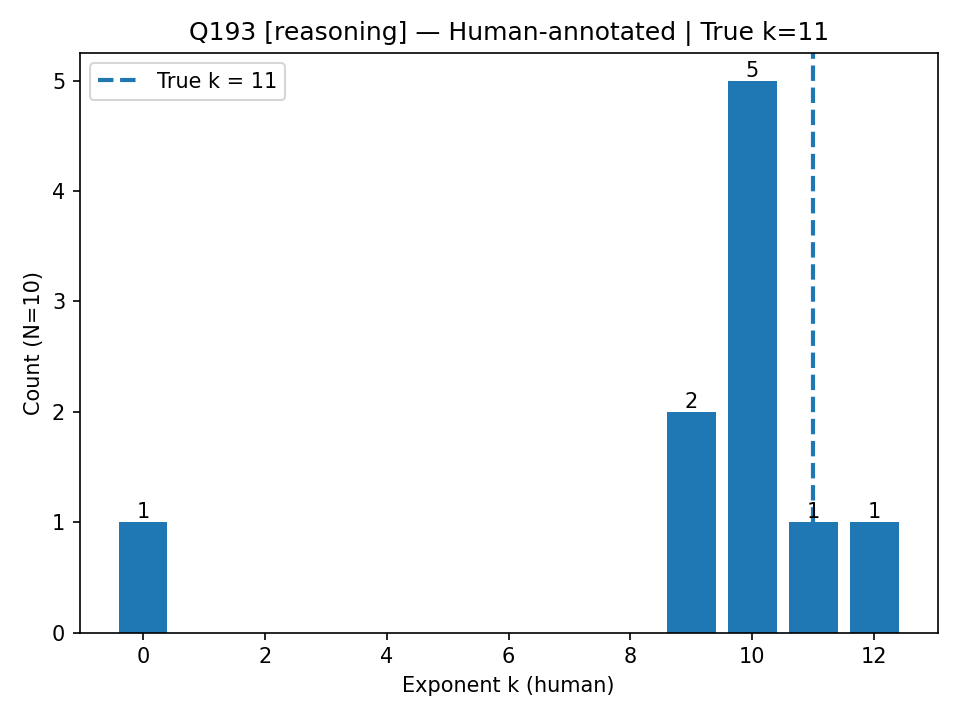 Q193 [reasoning] — Human-annotated | True k=11
True k = 11
5
4
3
2
1
0
Count (N=10)
1
2
5
1
1
0 2 4 6 8 10 12
Exponent k (human)